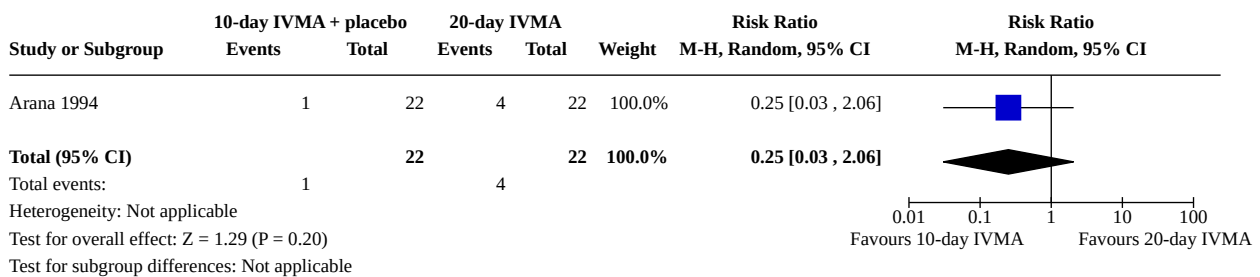 10-day IVMA + placebo 20-day IVMA Risk Ratio Risk Ratio
Study or Subgroup Events Total Events Total Weight M-H, Random, 95% CI M-H, Random, 95% CI
Arana 1994 1 22 4 22 100.0% 0.25 [0.03 , 2.06]
Total (95% CI) 22 22 100.0% 0.25 [0.03 , 2.06]
Total events: 1 4
Heterogeneity: Not applicable
0.01 0.1 1 10 100
Test for overall effect: Z = 1.29 (P = 0.20)
Favours 10-day IVMA Favours 20-day IVMA
Test for subgroup differences: Not applicable